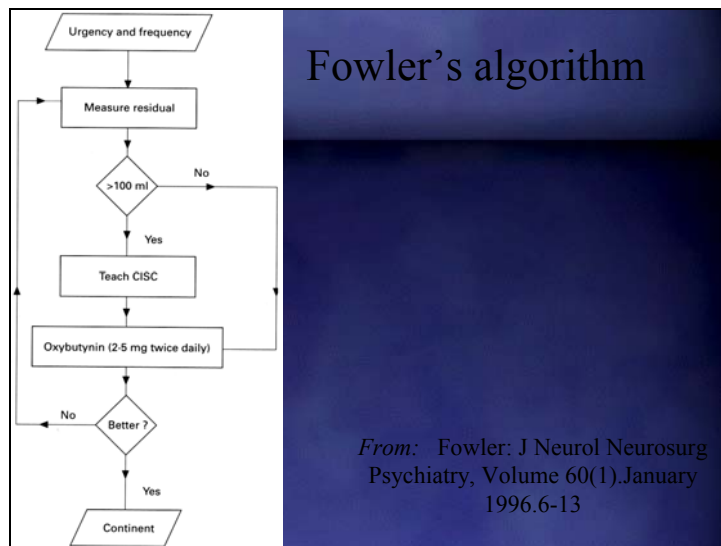 Urgency and frequency
Measure residual
>100 ml
No
Yes
Teach CISC
Oxybutynin (2·5 mg twice daily)
Better ?
No
Yes
Continent
Fowler’s algorithm
From: Fowler: J Neurol Neurosurg
Psychiatry, Volume 60(1).January
1996.6-13